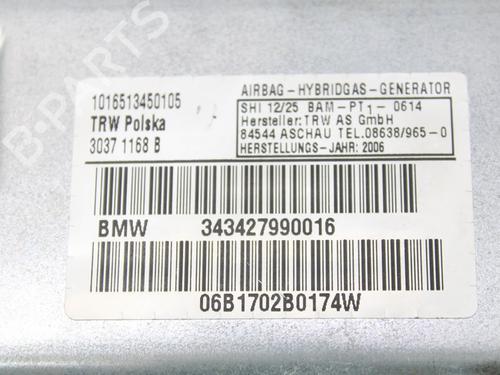 1016513450105
TRW Polska
3037 1168 B
AIRBAG-HYBRIDGAS-GENERATOR
SHI 12/25 BAM-PT1-0614
Hersteller:TRW AS GmbH
84544 ASCHAU TEL.08638/965-0
HERSTELLUNGS-JAHR: 2006
BMW 343427990016
06B1702B0174W